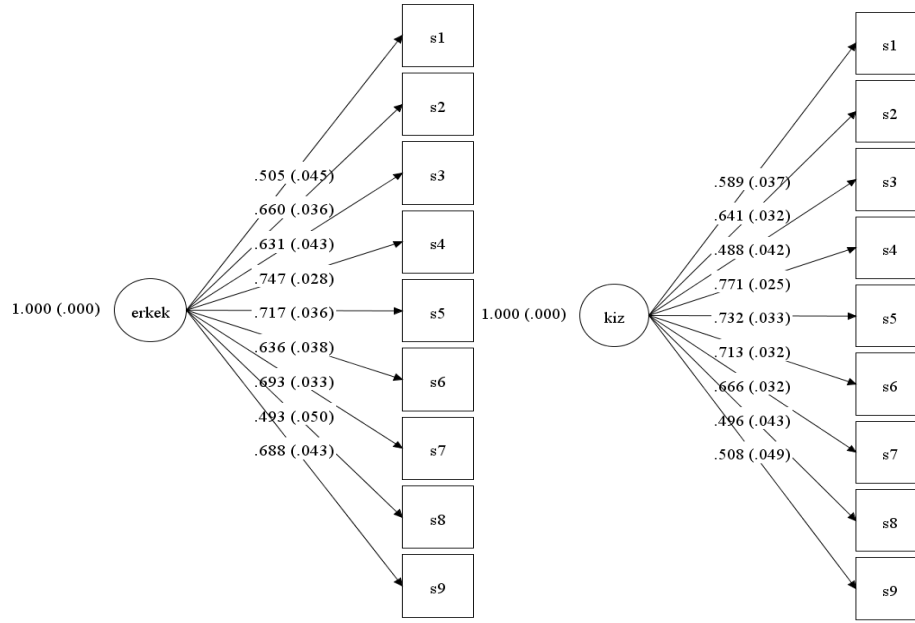 s1
s2
s3
s4
s5
s6
s7
s8
s9
.505 (.045)
.660 (.036)
.631 (.043)
.747 (.028)
.717 (.036)
.636 (.038)
.693 (.033)
.493 (.050)
.688 (.043)
1.000 (.000)
erkek
s1
s2
s3
s4
s5
s6
s7
s8
s9
.589 (.037)
.641 (.032)
.488 (.042)
.771 (.025)
.732 (.033)
.713 (.032)
.666 (.032)
.496 (.043)
.508 (.049)
1.000 (.000)
kiz